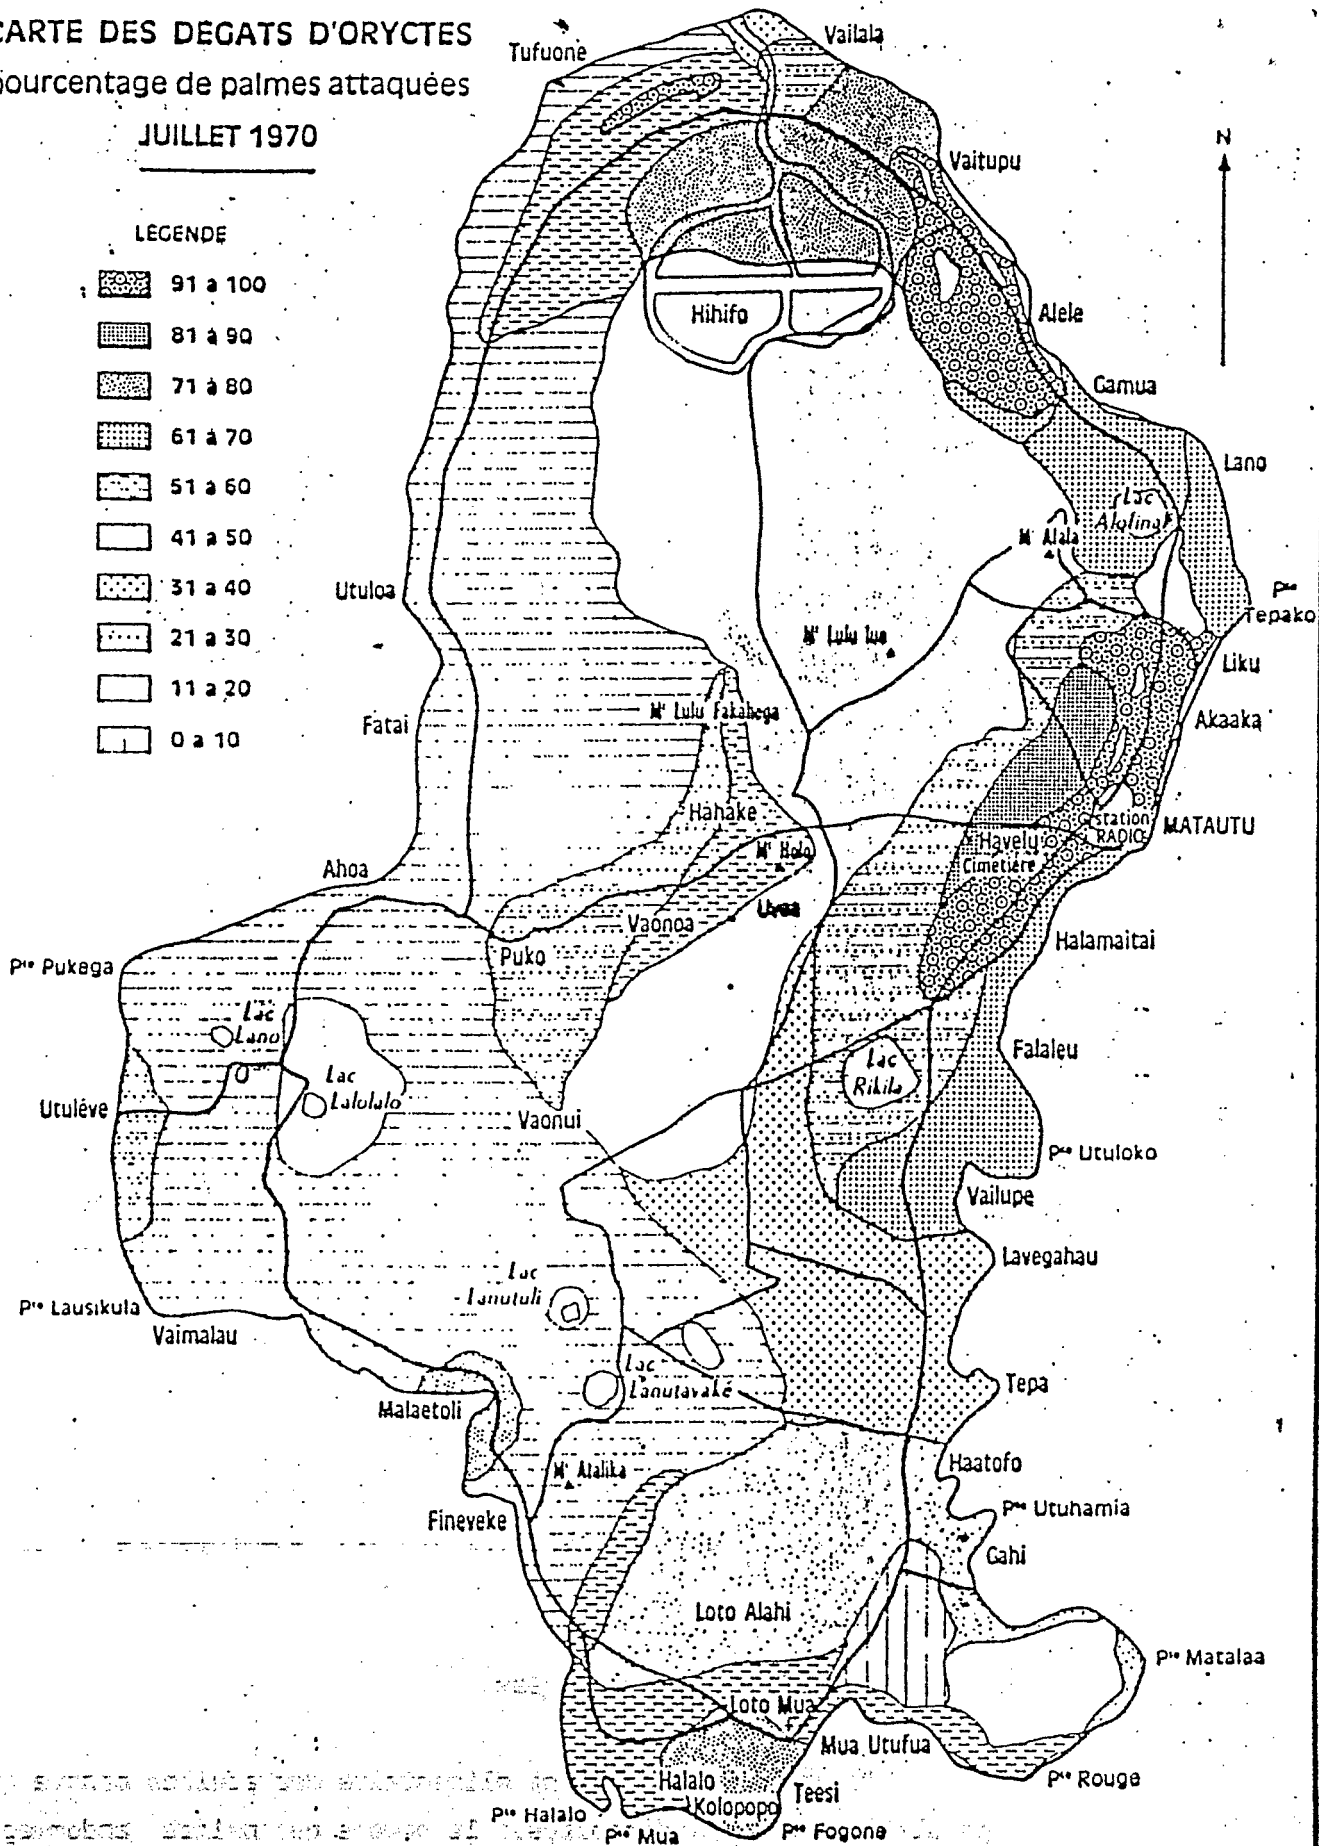 CARTE DES DEGATS D'ORYCTES
pourcentage de palmes attaquées
JUILLET 1970
LEGENDE
91 a 100
81 à 90
71 à 80
61 à 70
51 a 60
41 a 50
31 a 40
21 a 30
11 a 20
0 a 10
N
Tufuone
Vailala
Vaitupu
Alele
Gamua
Lano
Hihifo
Lac
Alofinai
Mt Alala
Pte
Tepako
Liku
Akaaka
Mt Lulu lue
Utuloa
Fatai
Mt Lulu Fakahega
Hahake
Mt Holo
station
RADIO
MATAUTU
Havelu
Cimetière
Ahoa
Uvea
Vaonoa
Puko
Halamaitai
Pte Pukega
Lac
Lano
Lac
Lalolalo
Lac
Kikila
Falaleu
Utuléve
Vaonui
Pte Utuloko
Vailupe
Lavegahau
Lac
Lanutuli
Pte Lausikula
Vaimalau
Lac
Lanutavaké
Tepa
Malaetoli
Haatofo
Mt Atalika
Pte Utuhamia
Fineveke
Gahi
Loto Alahi
Pte Matalaa
Loto Mua
Mua Utufua
Pte Rouge
Halalo
Kolopopo
Teesi
Pte Halalo
Pte Mua
Pte Fogone